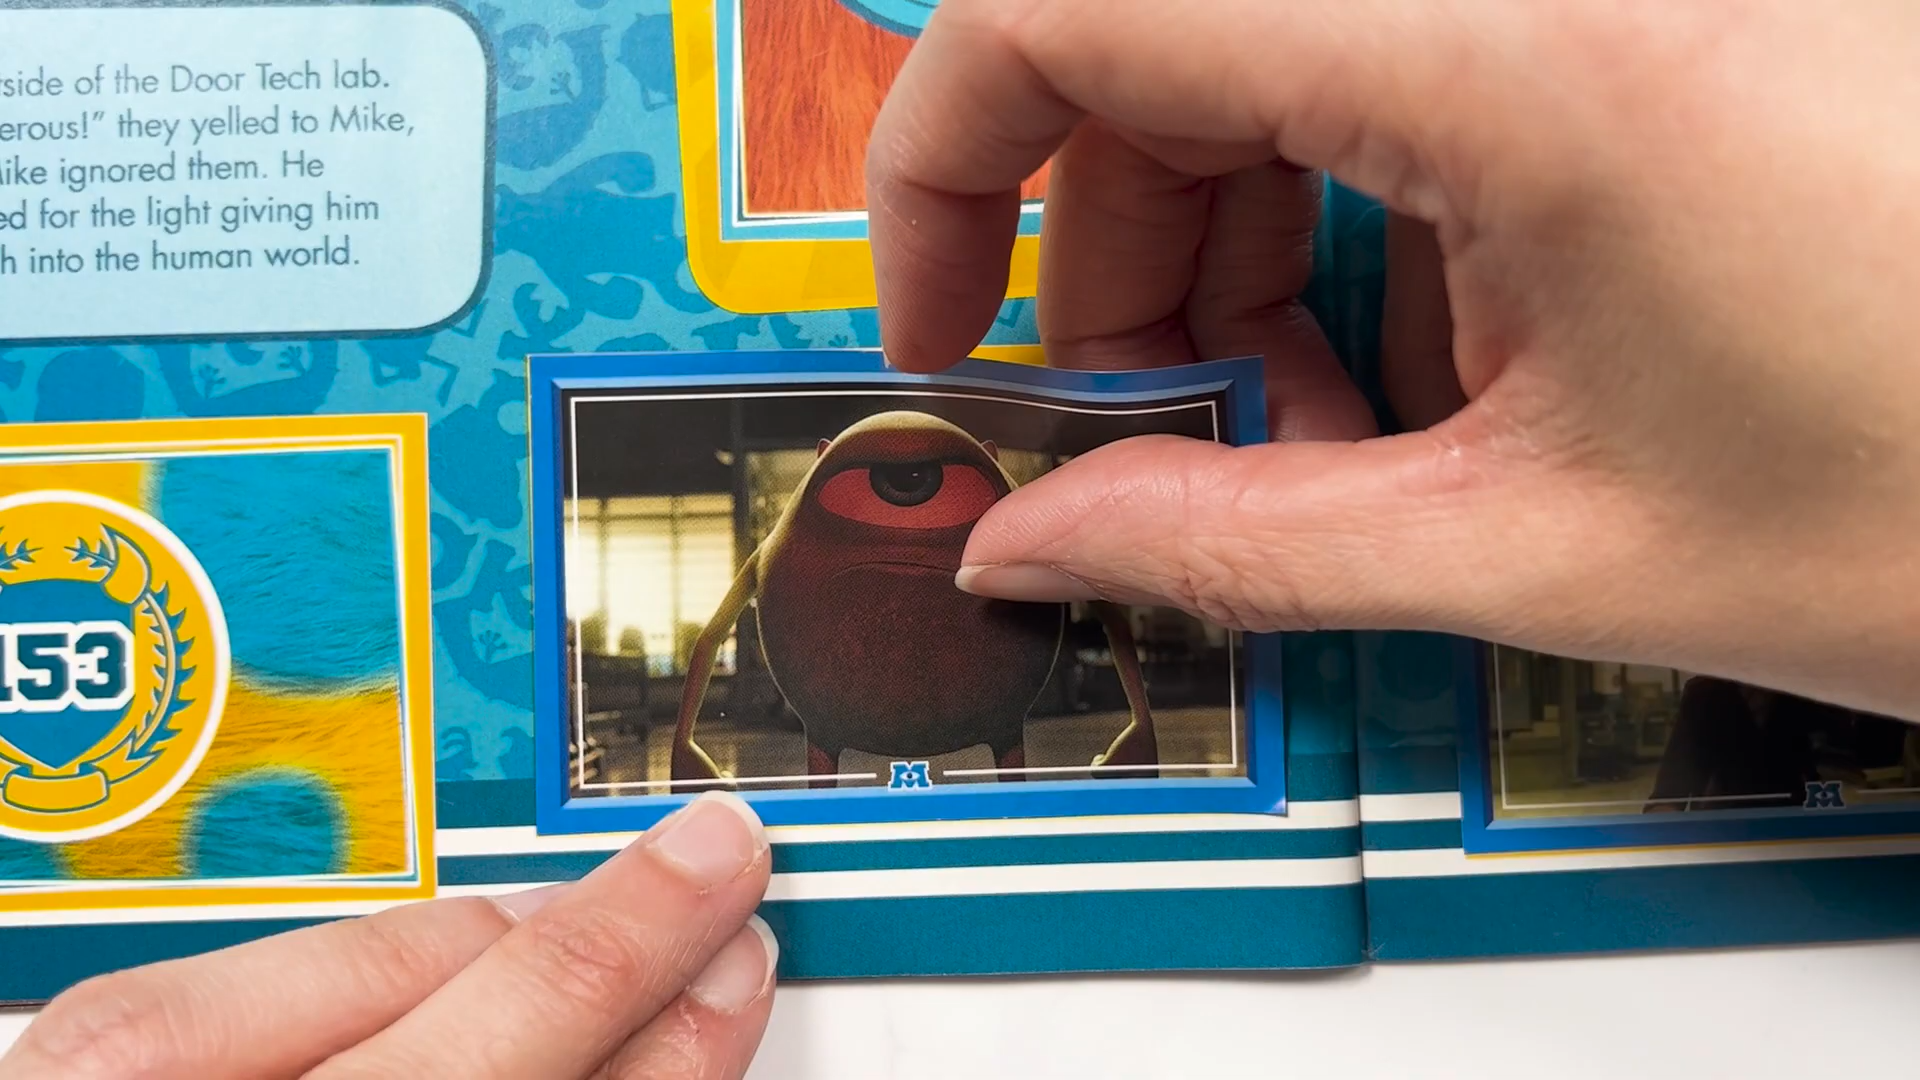 side of the Door Tech lab.
erous!” they yelled to Mike,
ike ignored them. He
ed for the light giving him
h into the human world.
153